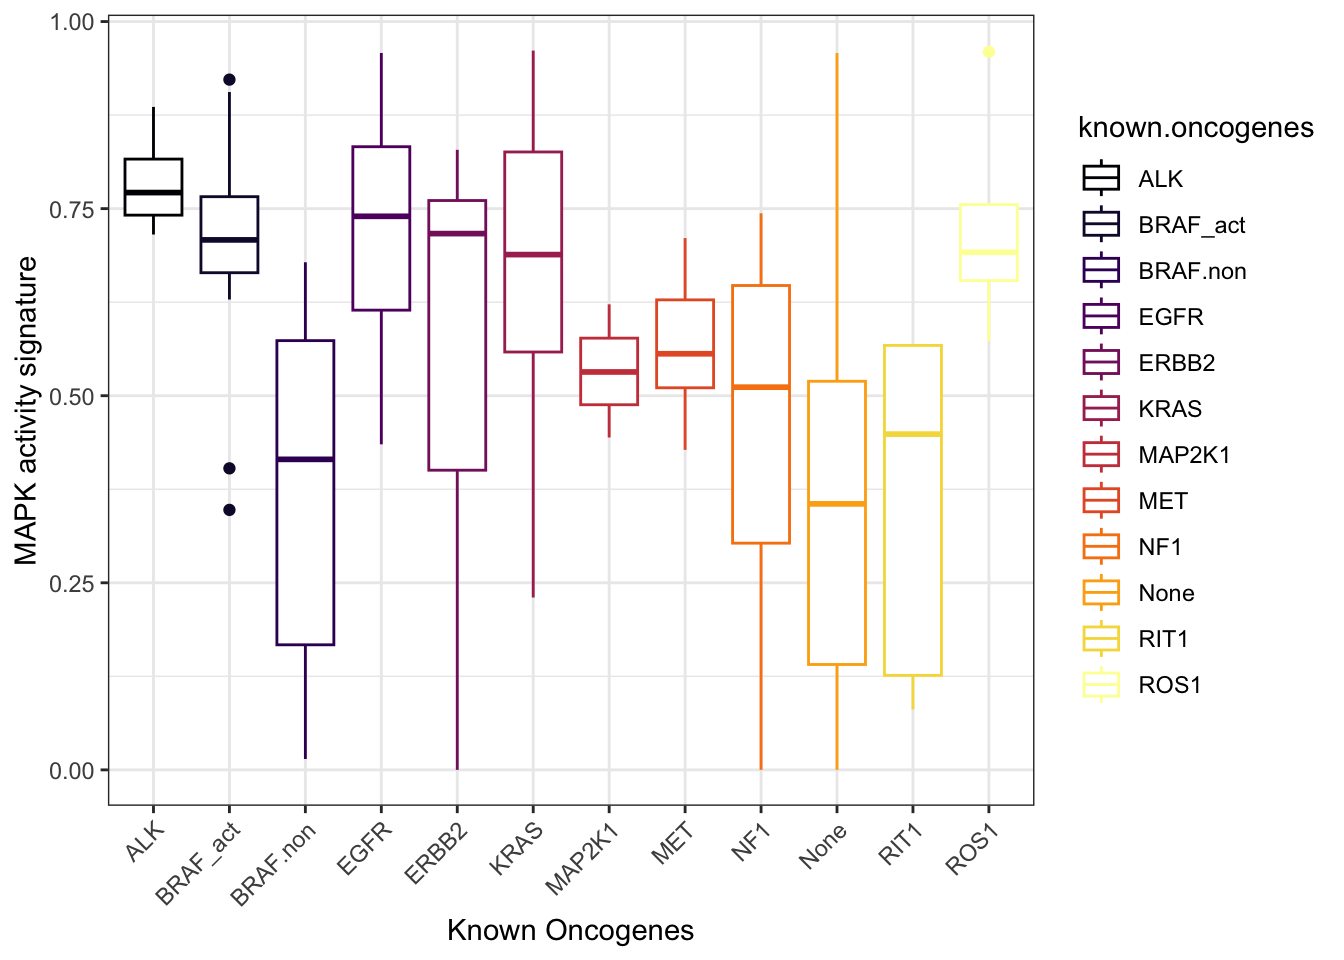 1.00
0.75
0.50
0.25
0.00
MAPK activity signature
ALK
BRAF_act
BRAF.non
EGFR
ERBB2
KRAS
MAP2K1
MET
NF1
None
RIT1
ROS1
Known Oncogenes
known.oncogenes
ALK
BRAF_act
BRAF.non
EGFR
ERBB2
KRAS
MAP2K1
MET
NF1
None
RIT1
ROS1